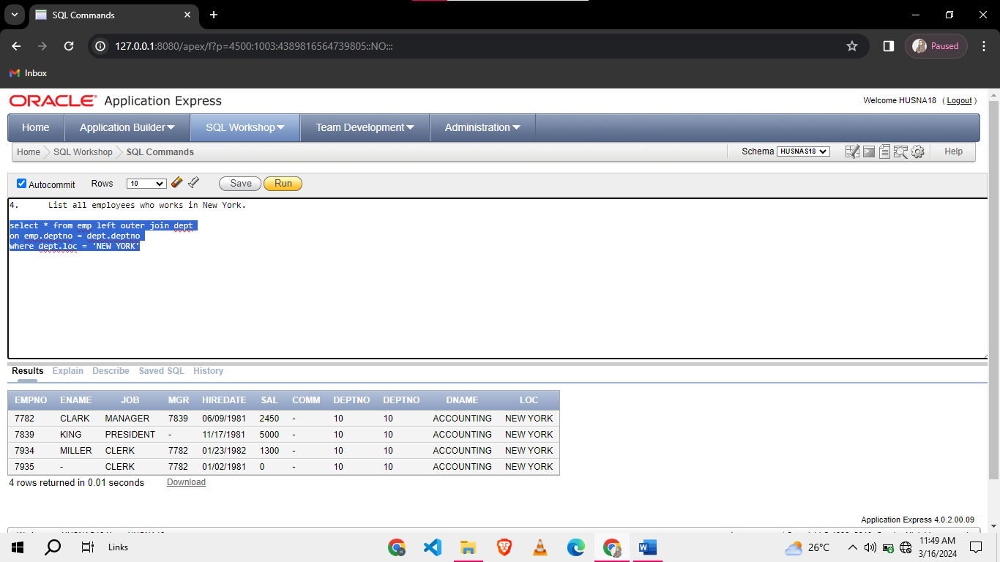 SQL Commands
127.0.0.1:8080/apex/f?p=4500:1003:4389816564739805::NO:::
Paused
Inbox
ORACLE Application Express
Welcome HUSNA18 ( Logout )
Home Application Builder SQL Workshop Team Development Administration
Home SQL Workshop SQL Commands Schema HUSNAS18 Help
Autocommit Rows 10 Save Run
4. List all employees who works in New York.
select * from emp left outer join dept
on emp.deptno = dept.deptno
where dept.loc = 'NEW YORK'
Results Explain Describe Saved SQL History
EMPNO ENAME JOB MGR HIREDATE SAL COMM DEPTNO DEPTNO DNAME LOC
7782 CLARK MANAGER 7839 06/09/1981 2450 - 10 10 ACCOUNTING NEW YORK
7839 KING PRESIDENT - 11/17/1981 5000 - 10 10 ACCOUNTING NEW YORK
7934 MILLER CLERK 7782 01/23/1982 1300 - 10 10 ACCOUNTING NEW YORK
7935 - CLERK 7782 01/02/1981 0 - 10 10 ACCOUNTING NEW YORK
4 rows returned in 0.01 seconds Download
Application Express 4.0.2.00.09
Links
26°C
11:49 AM
3/16/2024